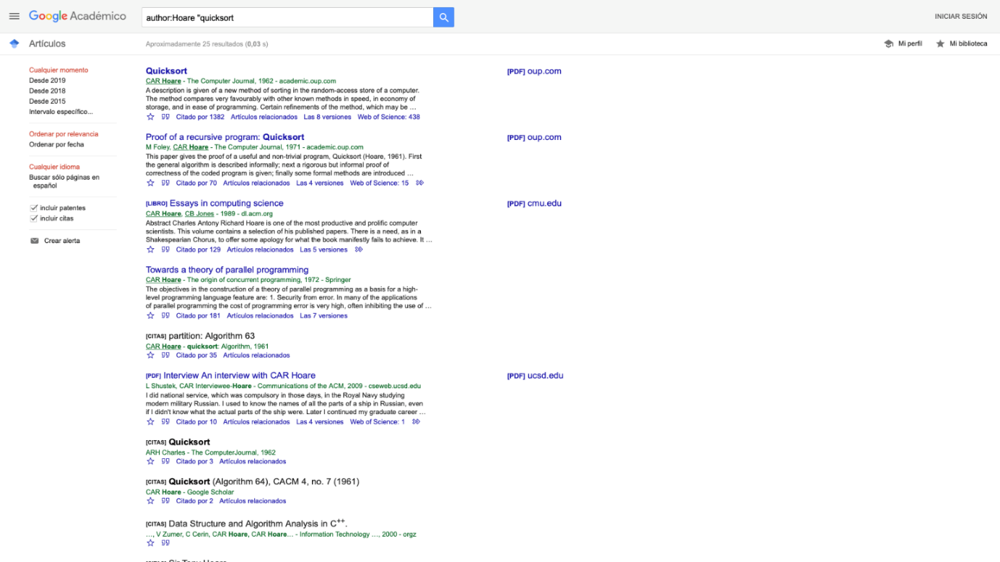 Google Académico
author:Hoare "quicksort
INICIAR SESIÓN
Artículos
Aproximadamente 25 resultados (0,03 s)
Mi perfil
Mi biblioteca
Cualquier momento
Desde 2019
Desde 2018
Desde 2015
Intervalo específico...
Ordenar por relevancia
Ordenar por fecha
Cualquier idioma
Buscar sólo páginas en
español
incluir patentes
incluir citas
Crear alerta
Quicksort
CAR Hoare - The Computer Journal, 1962 - academic.oup.com
A description is given of a new method of sorting in the random-access store of a computer.
The method compares very favourably with other known methods in speed, in economy of
storage, and in ease of programming. Certain refinements of the method, which may be …
Citado por 1382 Artículos relacionados Las 8 versiones Web of Science: 438
[PDF] oup.com
Proof of a recursive program: Quicksort
M Foley, CAR Hoare - The Computer Journal, 1971 - academic.oup.com
This paper gives the proof of a useful and non-trivial program, Quicksort (Hoare, 1961). First
the general algorithm is described informally; next a rigorous but informal proof of
correctness of the coded program is given; finally some formal methods are introduced …
Citado por 70 Artículos relacionados Las 4 versiones Web of Science: 15
[PDF] oup.com
[LIBRO] Essays in computing science
CAR Hoare, CB Jones - 1989 - dl.acm.org
Abstract Charles Antony Richard Hoare is one of the most productive and prolific computer
scientists. This volume contains a selection of his published papers. There is a need, as in a
Shakespearian Chorus, to offer some apology for what the book manifestly fails to achieve. It …
Citado por 129 Artículos relacionados Las 5 versiones
[PDF] cmu.edu
Towards a theory of parallel programming
CAR Hoare - The origin of concurrent programming, 1972 - Springer
The objectives in the construction of a theory of parallel programming as a basis for a high-
level programming language feature are: 1. Security from error. In many of the applications
of parallel programming the cost of programming error is very high, often inhibiting the use of …
Citado por 181 Artículos relacionados Las 7 versiones
[CITAS] partition: Algorithm 63
CAR Hoare - quicksort: Algorithm, 1961
Citado por 35 Artículos relacionados
[PDF] Interview An interview with CAR Hoare
L Shustek, CAR Interviewee-Hoare - Communications of the ACM, 2009 - cseweb.ucsd.edu
I did national service, which was compulsory in those days, in the Royal Navy studying
modern military Russian. I used to know the names of all the parts of a ship in Russian, even
if I didn't know what the actual parts of the ship were. Later I continued my graduate career …
Citado por 10 Artículos relacionados Las 4 versiones Web of Science: 1
[PDF] ucsd.edu
[CITAS] Quicksort
ARH Charles - The ComputerJournal, 1962
Citado por 3 Artículos relacionados
[CITAS] Quicksort (Algorithm 64), CACM 4, no. 7 (1961)
CAR Hoare - Google Scholar
Citado por 2 Artículos relacionados
[CITAS] Data Structure and Algorithm Analysis in C++.
…, V Zumer, C Cerin, CAR Hoare, CAR Hoare… - Information Technology …, 2000 - orgz